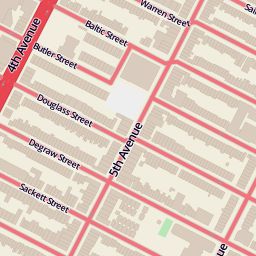 Warren Street
Baltic Street
4th Avenue
Butler Street
Douglass Street
5th Avenue
Degraw Street
Sackett Street